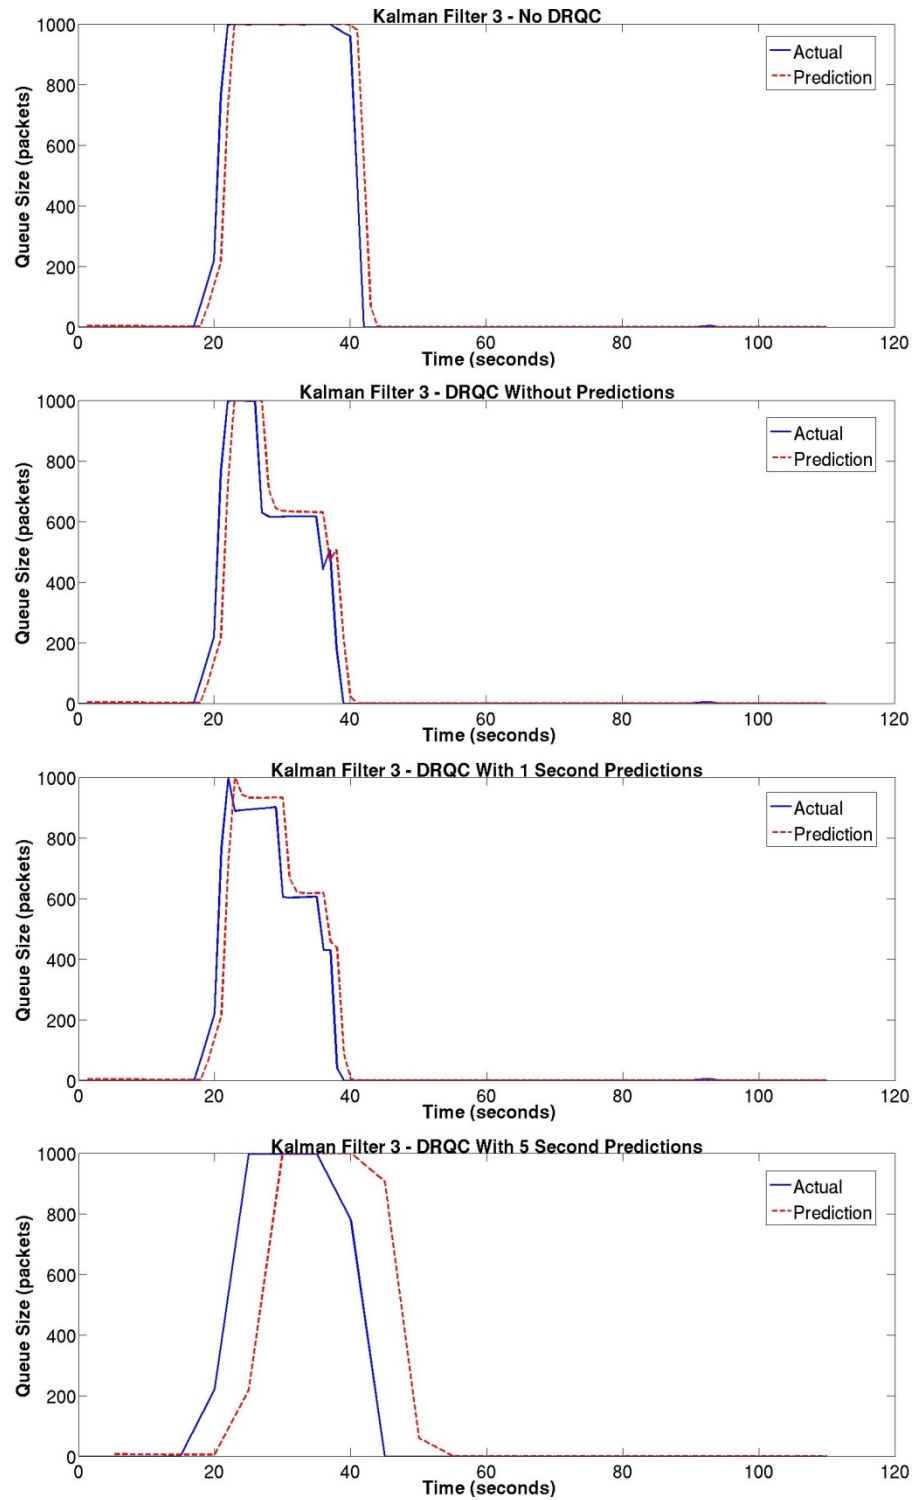 Kalman Filter 3 - No DRQC
1000
800
600
400
200
0
Queue Size (packets)
Actual
Prediction
0 20 40 60 80 100 120
Time (seconds)
Kalman Filter 3 - DRQC Without Predictions
1000
800
600
400
200
0
Queue Size (packets)
Actual
Prediction
0 20 40 60 80 100 120
Time (seconds)
Kalman Filter 3 - DRQC With 1 Second Predictions
1000
800
600
400
200
0
Queue Size (packets)
Actual
Prediction
0 20 40 60 80 100 120
Time (seconds)
Kalman Filter 3 - DRQC With 5 Second Predictions
1000
800
600
400
200
0
Queue Size (packets)
Actual
Prediction
0 20 40 60 80 100 120
Time (seconds)